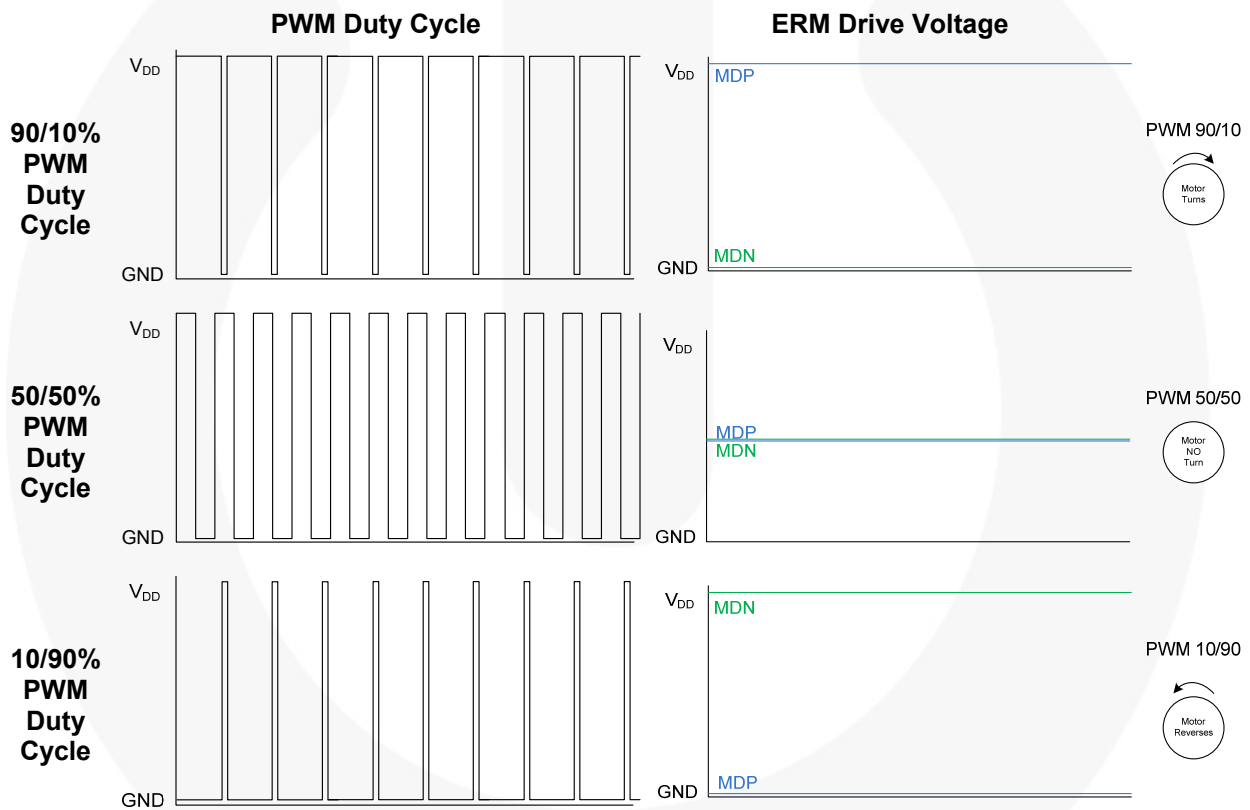 PWM Duty Cycle
ERM Drive Voltage
90/10%
PWM
Duty
Cycle
VDD
GND
VDD
MDP
MDN
GND
PWM 90/10
Motor
Turns
50/50%
PWM
Duty
Cycle
VDD
GND
VDD
MDP
MDN
GND
PWM 50/50
Motor
NO
Turn
10/90%
PWM
Duty
Cycle
VDD
GND
VDD
MDN
MDP
GND
PWM 10/90
Motor
Reverses